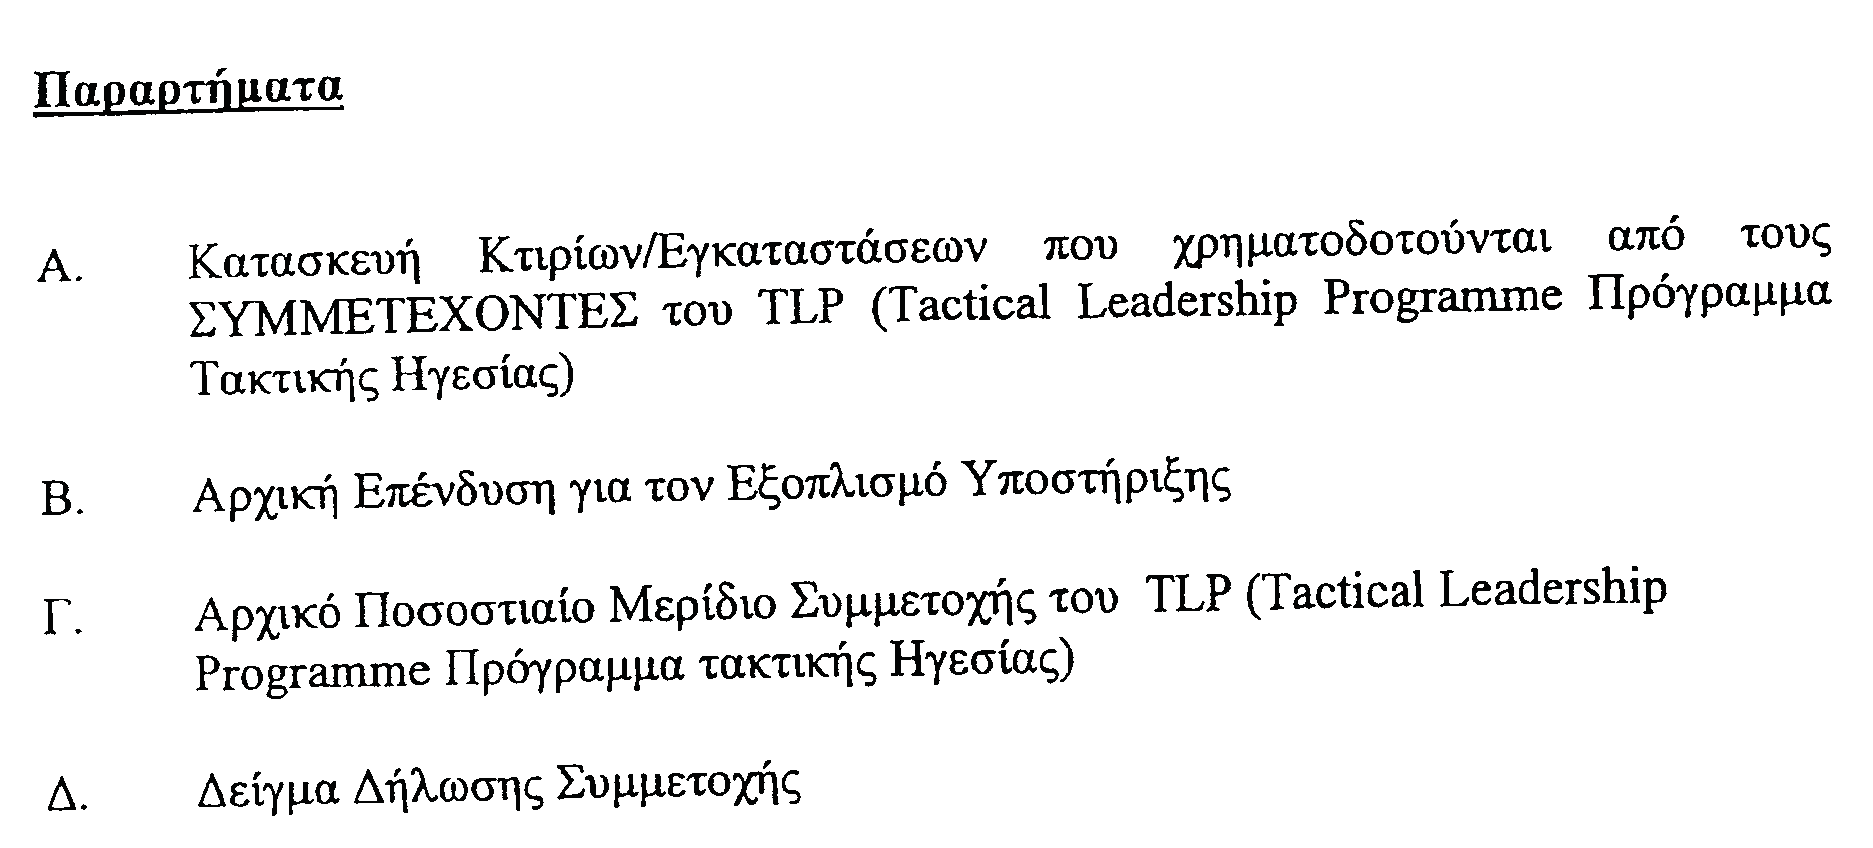 Παραρτήματα
Α. Κατασκευή Κτιρίων/Εγκαταστάσεων που χρηματοδοτούνται από τους
ΣΥΜΜΕΤΕΧΟΝΤΕΣ του TLP (Tactical Leadership Programme Πρόγραμμα
Τακτικής Ηγεσίας)
Β. Αρχική Επένδυση για τον Εξοπλισμό Υποστήριξης
Γ. Αρχικό Ποσοστιαίο Μερίδιο Συμμετοχής του TLP (Tactical Leadership
Programme Πρόγραμμα τακτικής Ηγεσίας)
Δ. Δείγμα Δήλωσης Συμμετοχής